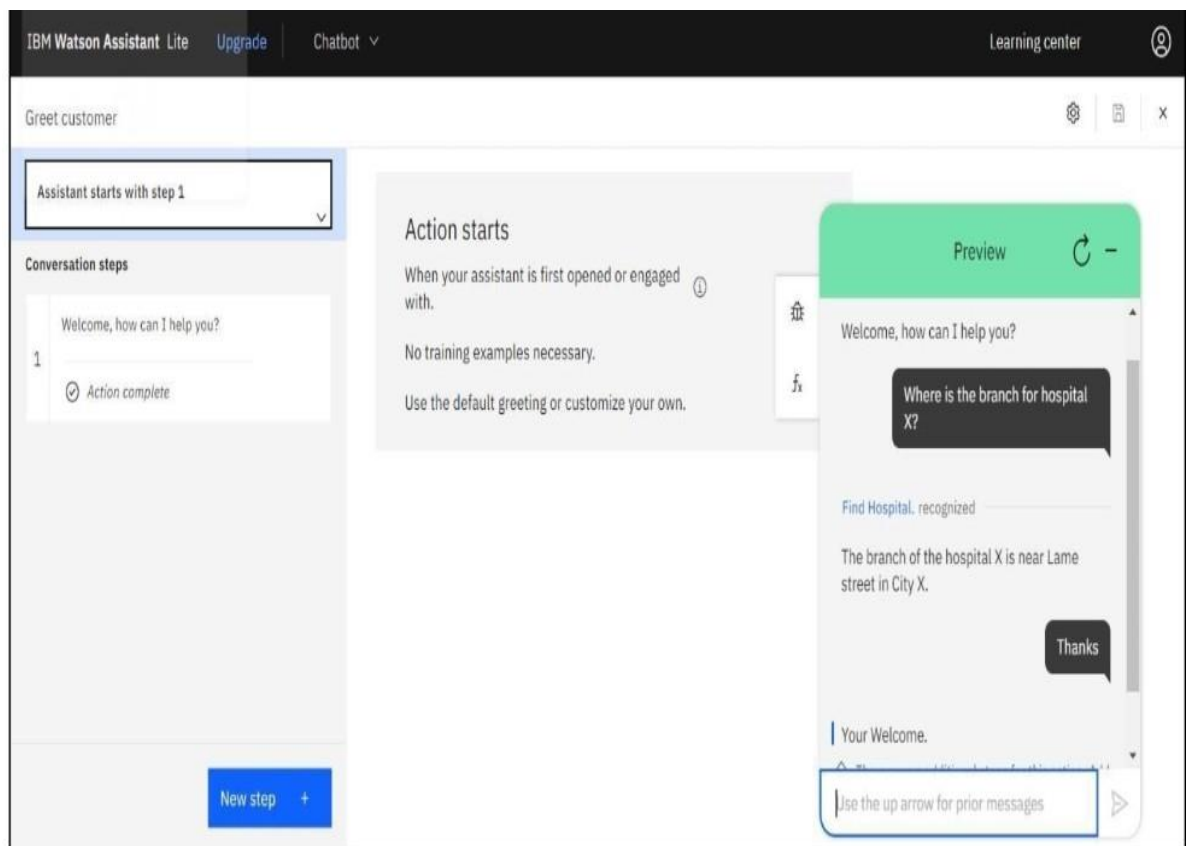 IBM Watson Assistant Lite Upgrade Chatbot Learning center
Greet customer
Assistant starts with step 1
Conversation steps
1
Welcome, how can I help you?
Action complete
New step +
Action starts
When your assistant is first opened or engaged
with.
No training examples necessary.
Use the default greeting or customize your own.
fx
Preview
Welcome, how can I help you?
Where is the branch for hospital
X?
Find Hospital. recognized
The branch of the hospital X is near Lame
street in City X.
Thanks
Your Welcome.
Use the up arrow for prior messages